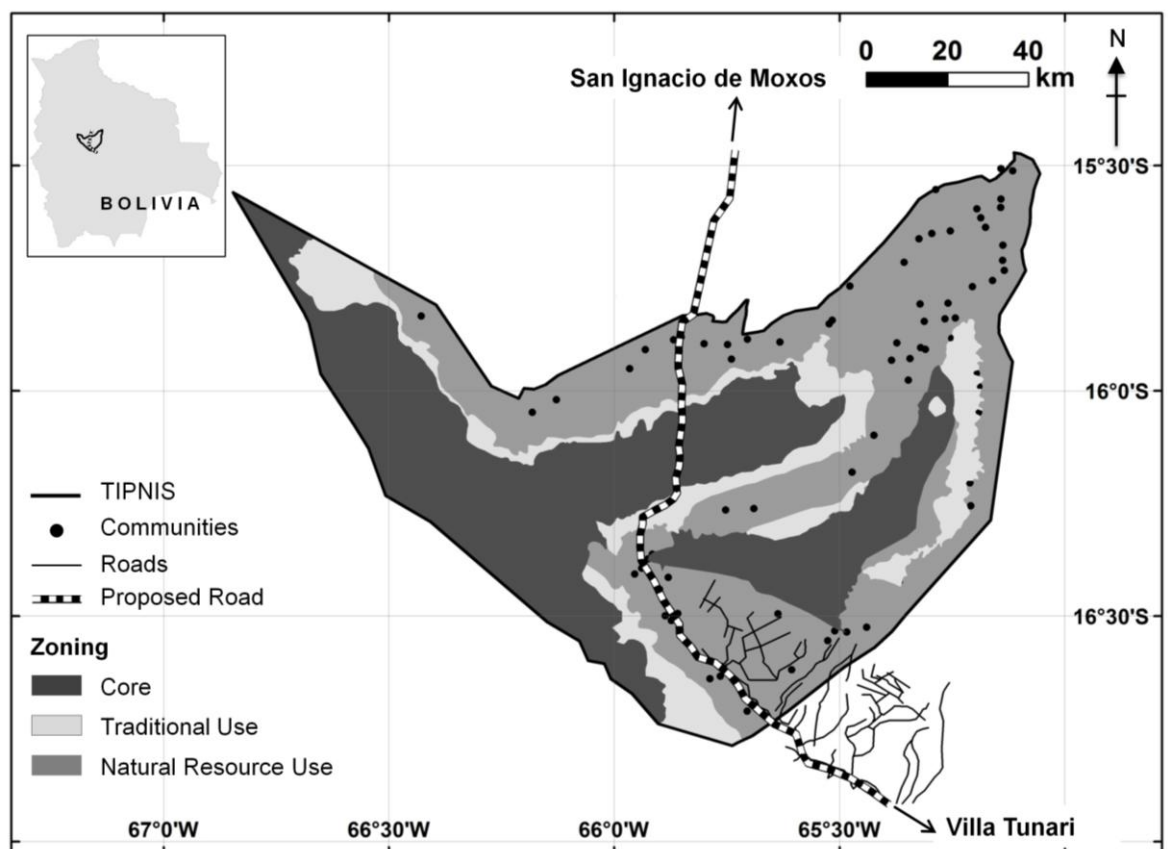 BOLIVIA
San Ignacio de Moxos
0 20 40
km
N
15°30'S
16°0'S
16°30'S
TIPNIS
Communities
Roads
Proposed Road
Zoning
Core
Traditional Use
Natural Resource Use
67°0'W 66°30'W 66°0'W 65°30'W
Villa Tunari